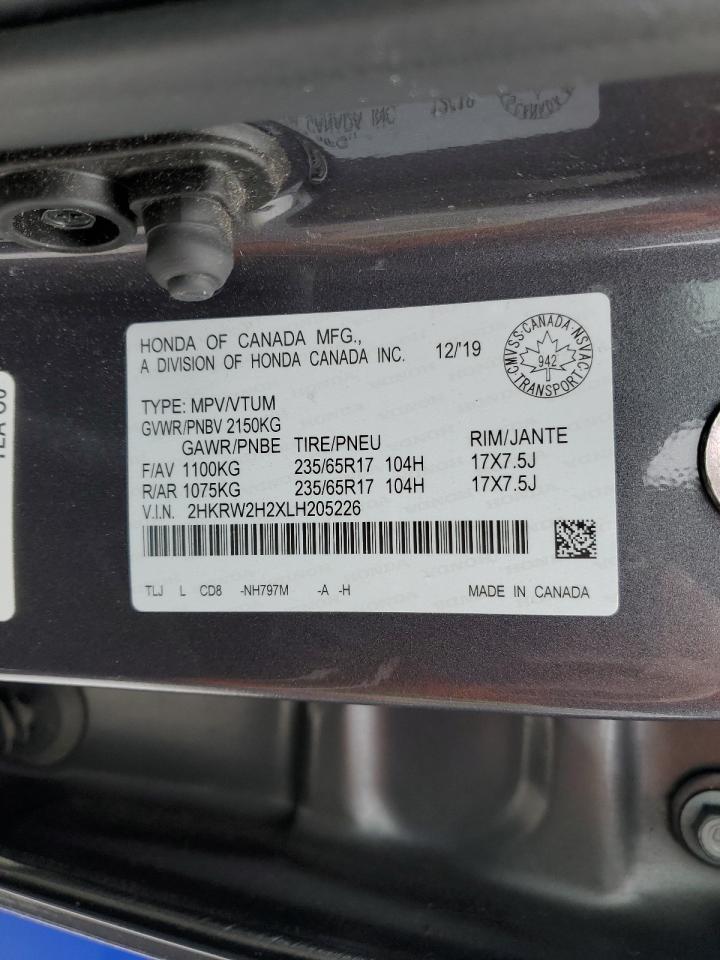 HONDA OF CANADA MFG.,
A DIVISION OF HONDA CANADA INC.
12/'19
CMVSS·CANADA·NSVAC
942
TRANSPORT
TYPE: MPV/VTUM
GVWR/PNBV 2150KG
GAWR/PNBE TIRE/PNEU RIM/JANTE
F/AV 1100KG 235/65R17 104H 17X7.5J
R/AR 1075KG 235/65R17 104H 17X7.5J
V.I.N. 2HKRW2H2XLH205226
TLJ L CD8 -NH797M -A -H MADE IN CANADA